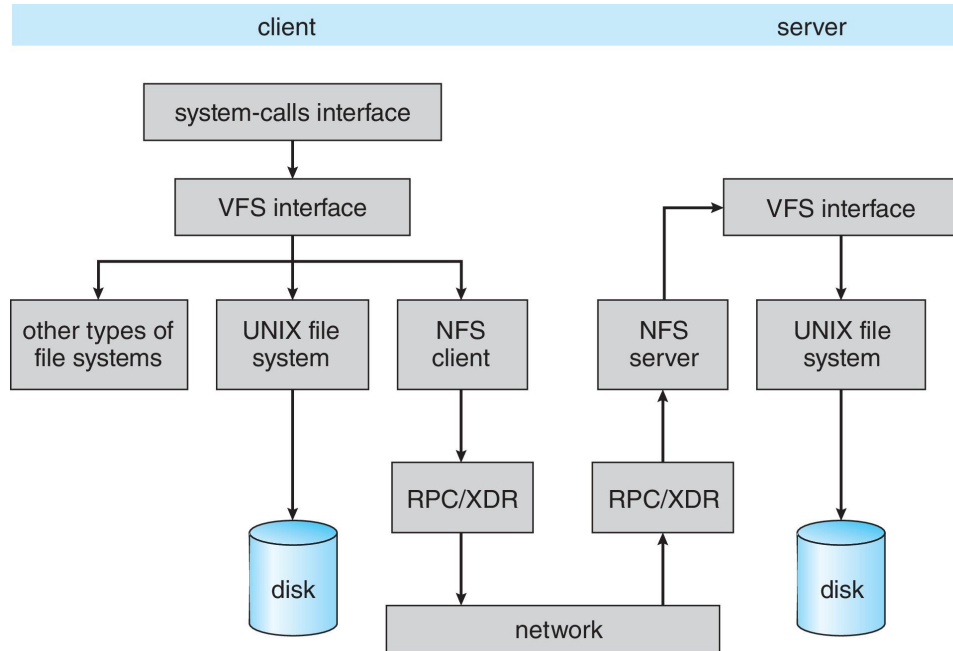 client
server
system-calls interface
VFS interface
VFS interface
other types of
file systems
UNIX file
system
NFS
client
NFS
server
UNIX file
system
RPC/XDR
RPC/XDR
disk
disk
network